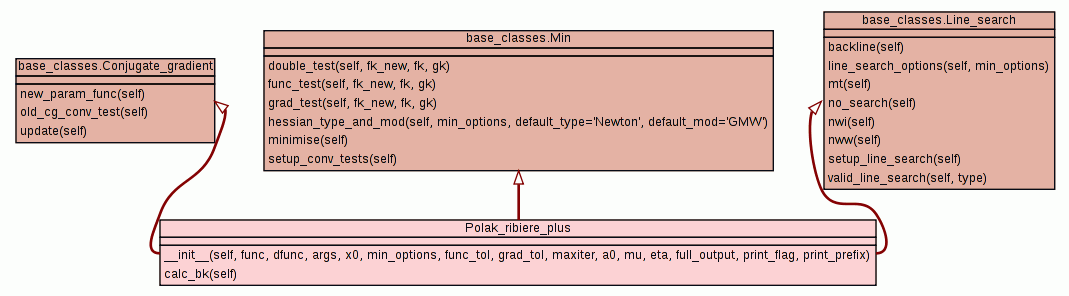 base_classes.Conjugate_gradient
new_param_func(self)
old_cg_conv_test(self)
update(self)
base_classes.Min
double_test(self, fk_new, fk, gk)
func_test(self, fk_new, fk, gk)
grad_test(self, fk_new, fk, gk)
hessian_type_and_mod(self, min_options, default_type='Newton', default_mod='GMW')
minimise(self)
setup_conv_tests(self)
base_classes.Line_search
backline(self)
line_search_options(self, min_options)
mt(self)
no_search(self)
nwi(self)
nww(self)
setup_line_search(self)
valid_line_search(self, type)
Polak_ribiere_plus
__init__(self, func, dfunc, args, x0, min_options, func_tol, grad_tol, maxiter, a0, mu, eta, full_output, print_flag, print_prefix)
calc_bk(self)